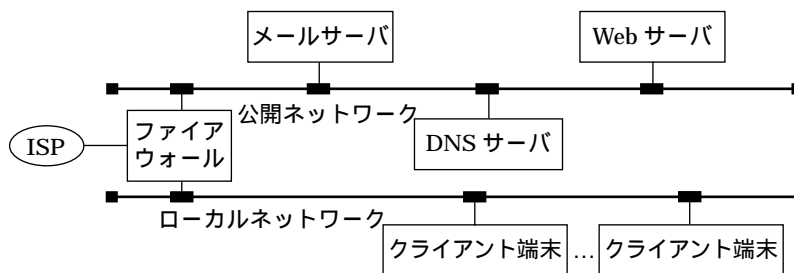 メールサーバ
Web サーバ
公開ネットワーク
ファイア
ウォール
ISP
DNS サーバ
ローカルネットワーク
クライアント端末
…
クライアント端末